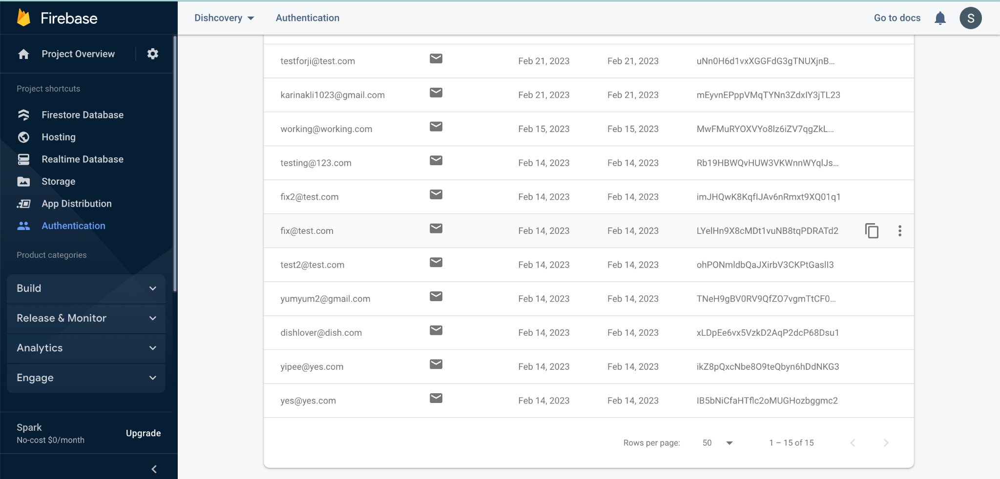 Firebase
Dishcovery
Authentication
Go to docs
S
Project Overview
Project shortcuts
Firestore Database
Hosting
Realtime Database
Storage
App Distribution
Authentication
Product categories
Build
Release & Monitor
Analytics
Engage
Spark
No-cost $0/month
Upgrade
testforji@test.com Feb 21, 2023 Feb 21, 2023 uNn0H6d1vxXGGFdG3gTNUXjnB...
karinakli1023@gmail.com Feb 21, 2023 Feb 21, 2023 mEyvnEPppVMqTYNn3ZdxIY3jTL23
working@working.com Feb 15, 2023 Feb 15, 2023 MwFMuRYOXVYo8lz6iZV7qgZkL...
testing@123.com Feb 14, 2023 Feb 14, 2023 Rb19HBWQvHUW3VKWnnWYqlJs...
fix2@test.com Feb 14, 2023 Feb 14, 2023 imJHQwK8KqfIJAv6nRmxt9XQ01q1
fix@test.com Feb 14, 2023 Feb 14, 2023 LYelHn9X8cMDt1vuNB8tqPDRATd2
test2@test.com Feb 14, 2023 Feb 14, 2023 ohPONmldbQaJXirbV3CKPtGaslI3
yumyum2@gmail.com Feb 14, 2023 Feb 14, 2023 TNeH9gBV0RV9QfZO7vgmTtCF0...
dishlover@dish.com Feb 14, 2023 Feb 14, 2023 xLDpEe6vx5VzkD2AqP2dcP68Dsu1
yipee@yes.com Feb 14, 2023 Feb 14, 2023 ikZ8pQxcNbe8O9teQbyn6hDdNKG3
yes@yes.com Feb 14, 2023 Feb 14, 2023 IB5bNiCfaHTflc2oMUGHozbggmc2
Rows per page: 50 1 – 15 of 15